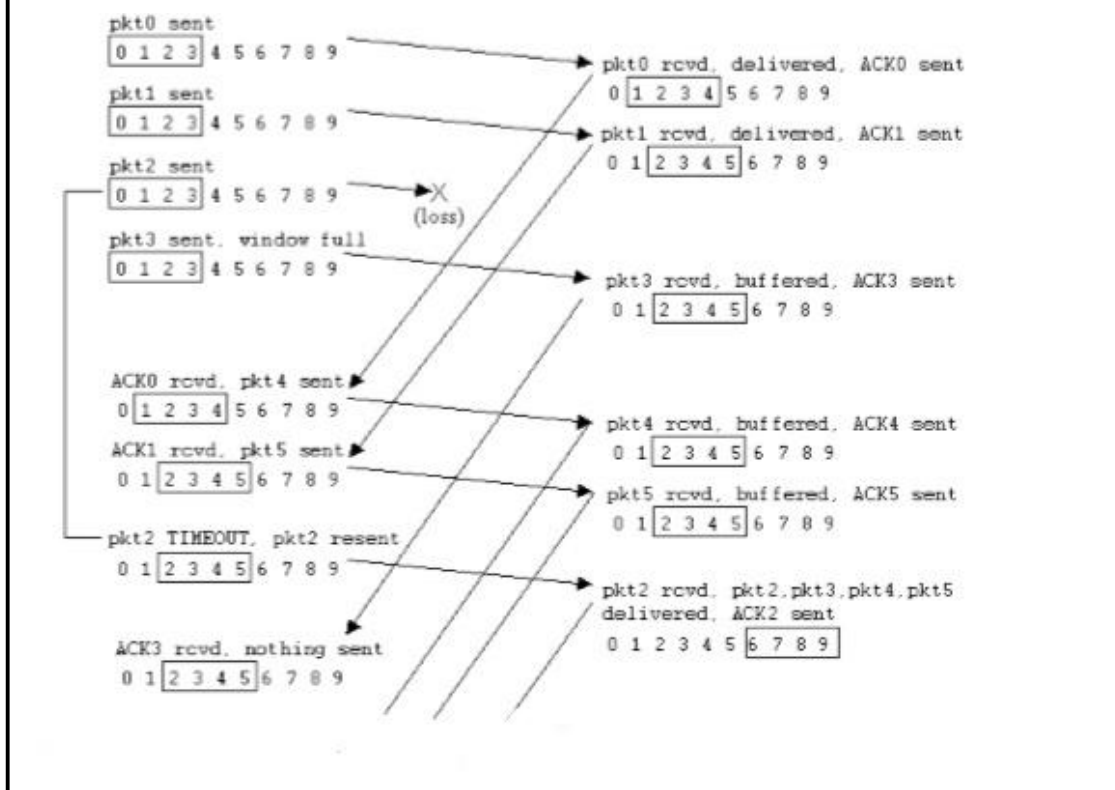 pkt0 sent
0 1 2 3 4 5 6 7 8 9
pkt1 sent
0 1 2 3 4 5 6 7 8 9
pkt2 sent
0 1 2 3 4 5 6 7 8 9
X
(loss)
pkt3 sent, window full
0 1 2 3 4 5 6 7 8 9
ACK0 rcvd, pkt4 sent
0 1 2 3 4 5 6 7 8 9
ACK1 rcvd, pkt5 sent
0 1 2 3 4 5 6 7 8 9
pkt2 TIMEOUT, pkt2 resent
0 1 2 3 4 5 6 7 8 9
ACK3 rcvd, nothing sent
0 1 2 3 4 5 6 7 8 9
pkt0 rcvd, delivered, ACK0 sent
0 1 2 3 4 5 6 7 8 9
pkt1 rcvd, delivered, ACK1 sent
0 1 2 3 4 5 6 7 8 9
pkt3 rcvd, buffered, ACK3 sent
0 1 2 3 4 5 6 7 8 9
pkt4 rcvd, buffered, ACK4 sent
0 1 2 3 4 5 6 7 8 9
pkt5 rcvd, buffered, ACK5 sent
0 1 2 3 4 5 6 7 8 9
pkt2 rcvd, pkt2,pkt3,pkt4,pkt5
delivered, ACK2 sent
0 1 2 3 4 5 6 7 8 9